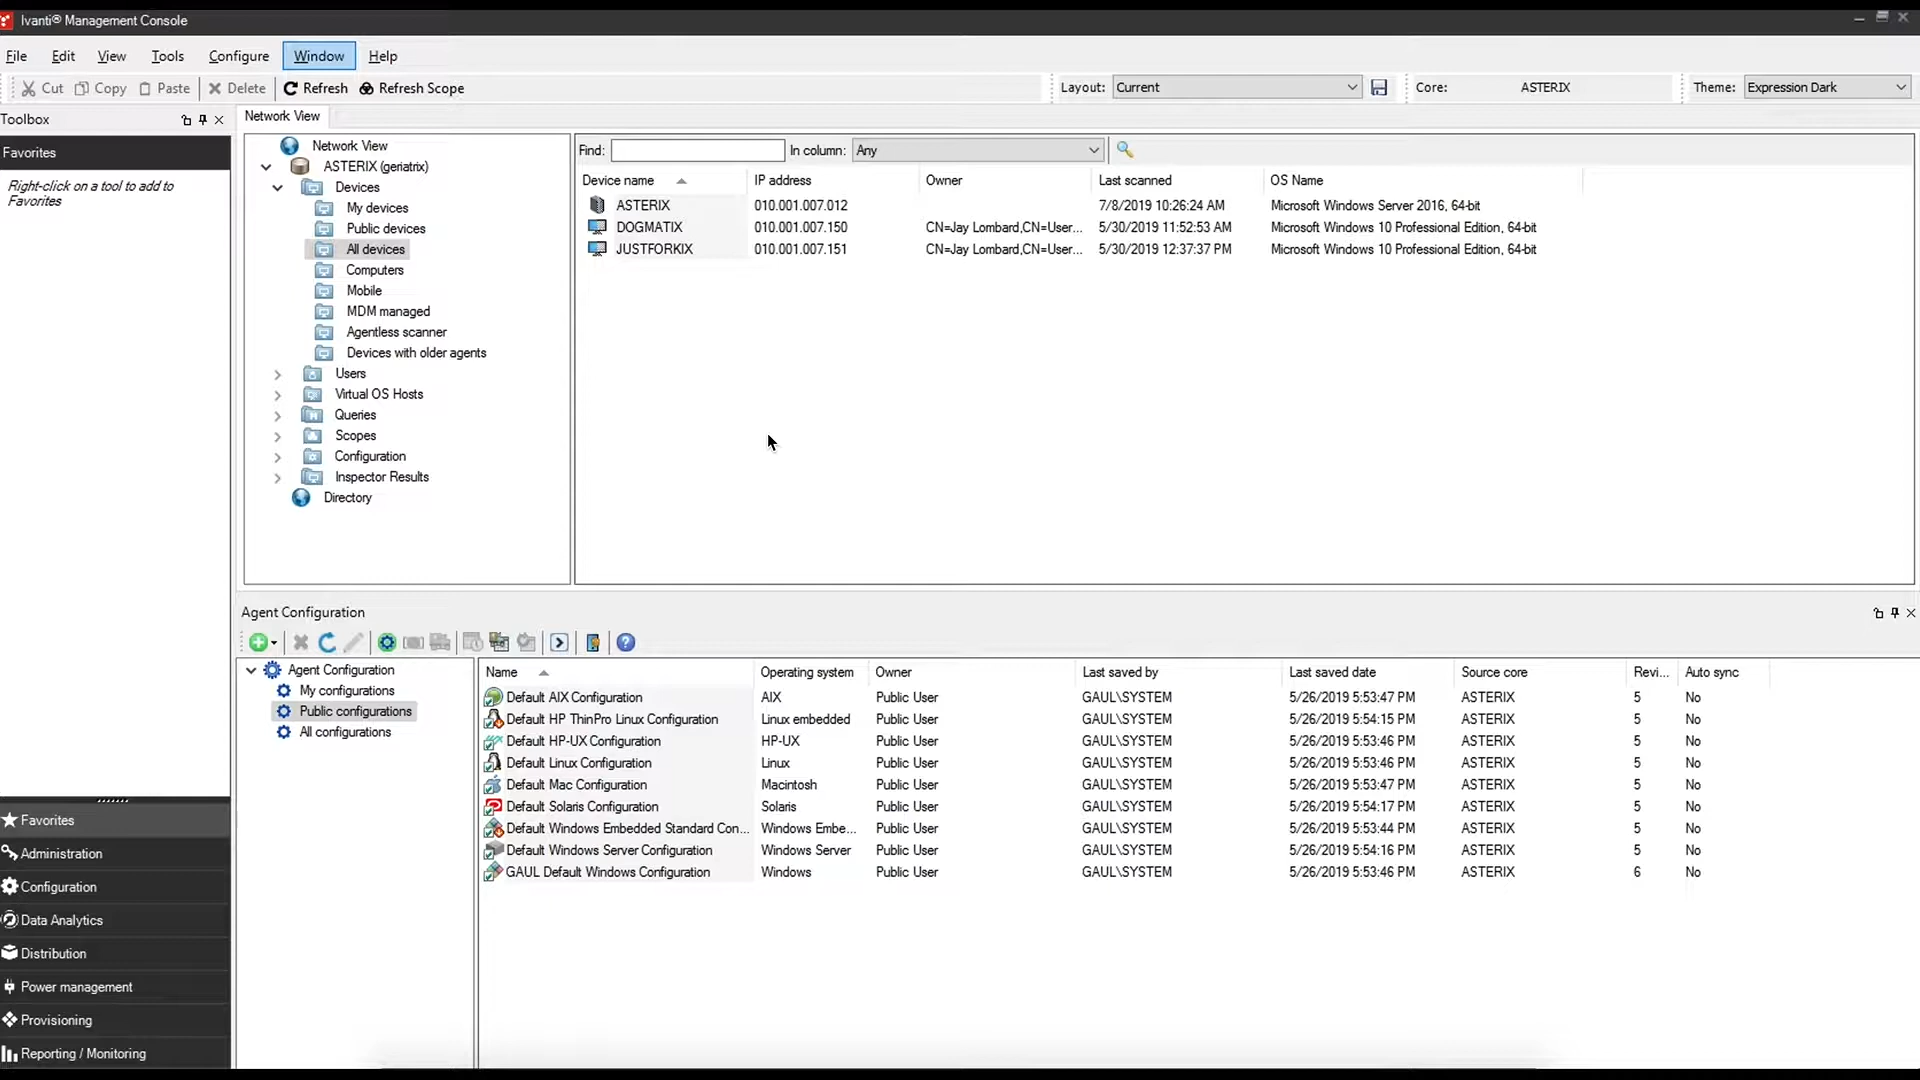 Ivanti® Management Console
File Edit View Tools Configure Window Help
Cut Copy Paste Delete Refresh Refresh Scope Layout: Current Core: ASTERIX Theme: Expression Dark
Toolbox
Favorites
Right-click on a tool to add to
Favorites
Favorites
Administration
Configuration
Data Analytics
Distribution
Power management
Provisioning
Reporting / Monitoring
Network View
Network View
ASTERIX (geriatrix)
Devices
My devices
Public devices
All devices
Computers
Mobile
MDM managed
Agentless scanner
Devices with older agents
Users
Virtual OS Hosts
Queries
Scopes
Configuration
Inspector Results
Directory
Find: In column: Any
Device name IP address Owner Last scanned OS Name
ASTERIX 010.001.007.012 7/8/2019 10:26:24 AM Microsoft Windows Server 2016, 64-bit
DOGMATIX 010.001.007.150 CN=Jay Lombard,CN=User... 5/30/2019 11:52:53 AM Microsoft Windows 10 Professional Edition, 64-bit
JUSTFORKIX 010.001.007.151 CN=Jay Lombard,CN=User... 5/30/2019 12:37:37 PM Microsoft Windows 10 Professional Edition, 64-bit
Agent Configuration
Agent Configuration
My configurations
Public configurations
All configurations
Name Operating system Owner Last saved by Last saved date Source core Revi... Auto sync
Default AIX Configuration AIX Public User GAUL\SYSTEM 5/26/2019 5:53:47 PM ASTERIX 5 No
Default HP ThinPro Linux Configuration Linux embedded Public User GAUL\SYSTEM 5/26/2019 5:54:15 PM ASTERIX 5 No
Default HP-UX Configuration HP-UX Public User GAUL\SYSTEM 5/26/2019 5:53:46 PM ASTERIX 5 No
Default Linux Configuration Linux Public User GAUL\SYSTEM 5/26/2019 5:53:46 PM ASTERIX 5 No
Default Mac Configuration Macintosh Public User GAUL\SYSTEM 5/26/2019 5:53:47 PM ASTERIX 5 No
Default Solaris Configuration Solaris Public User GAUL\SYSTEM 5/26/2019 5:54:17 PM ASTERIX 5 No
Default Windows Embedded Standard Con... Windows Embe... Public User GAUL\SYSTEM 5/26/2019 5:53:44 PM ASTERIX 5 No
Default Windows Server Configuration Windows Server Public User GAUL\SYSTEM 5/26/2019 5:54:16 PM ASTERIX 5 No
GAUL Default Windows Configuration Windows Public User GAUL\SYSTEM 5/26/2019 5:53:46 PM ASTERIX 6 No